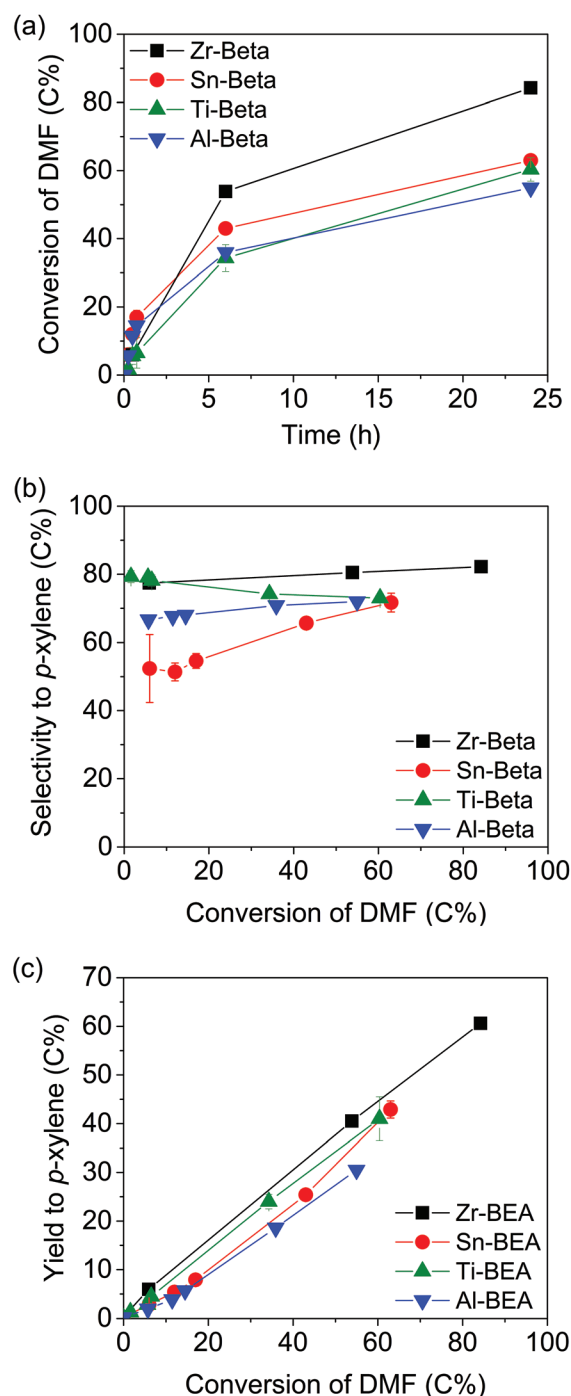 (a)
100
80
60
40
20
0
Conversion of DMF (C%)
Zr-Beta
Sn-Beta
Ti-Beta
Al-Beta
0 5 10 15 20 25
Time (h)
(b)
100
80
60
40
20
0
Selectivity to p-xylene (C%)
Zr-Beta
Sn-Beta
Ti-Beta
Al-Beta
0 20 40 60 80 100
Conversion of DMF (C%)
(c)
70
60
50
40
30
20
10
0
Yield to p-xylene (C%)
Zr-BEA
Sn-BEA
Ti-BEA
Al-BEA
0 20 40 60 80 100
Conversion of DMF (C%)